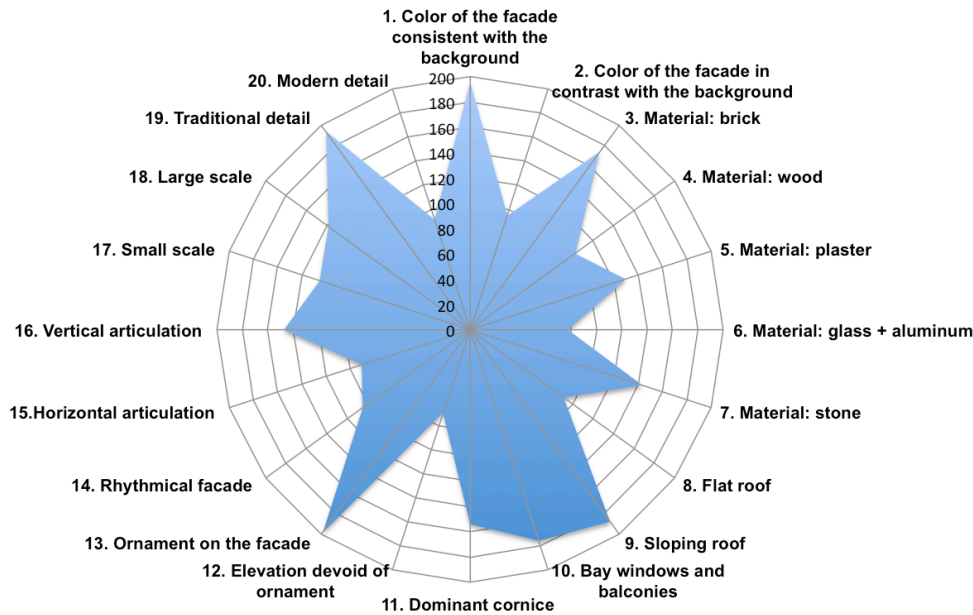 1. Color of the facade
consistent with the
background
2. Color of the facade in
contrast with the background
3. Material: brick
4. Material: wood
5. Material: plaster
6. Material: glass + aluminum
7. Material: stone
8. Flat roof
9. Sloping roof
10. Bay windows and
balconies
11. Dominant cornice
12. Elevation devoid of
ornament
13. Ornament on the facade
14. Rhythmical facade
15.Horizontal articulation
16. Vertical articulation
17. Small scale
18. Large scale
19. Traditional detail
20. Modern detail
200
180
160
140
120
100
80
60
40
20
0